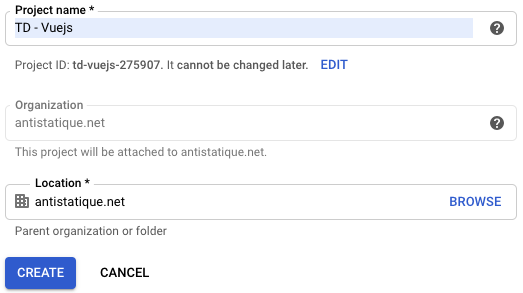 Project name *
TD - Vuejs
Project ID: td-vuejs-275907. It cannot be changed later. EDIT
Organization
antistatique.net
This project will be attached to antistatique.net.
Location *
antistatique.net BROWSE
Parent organization or folder
CREATE CANCEL